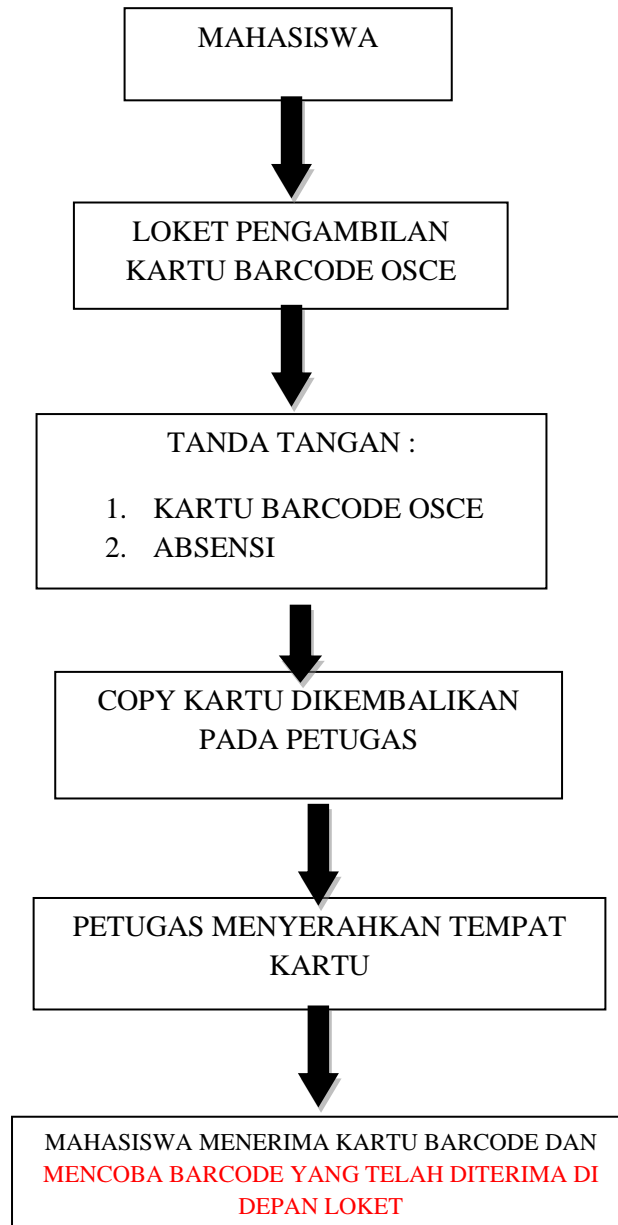 MAHASISWA
LOKET PENGAMBILAN
KARTU BARCODE OSCE
TANDA TANGAN :
1. KARTU BARCODE OSCE
2. ABSENSI
COPY KARTU DIKEMBALIKAN
PADA PETUGAS
PETUGAS MENYERAHKAN TEMPAT
KARTU
MAHASISWA MENERIMA KARTU BARCODE DAN
MENCOBA BARCODE YANG TELAH DITERIMA DI
DEPAN LOKET